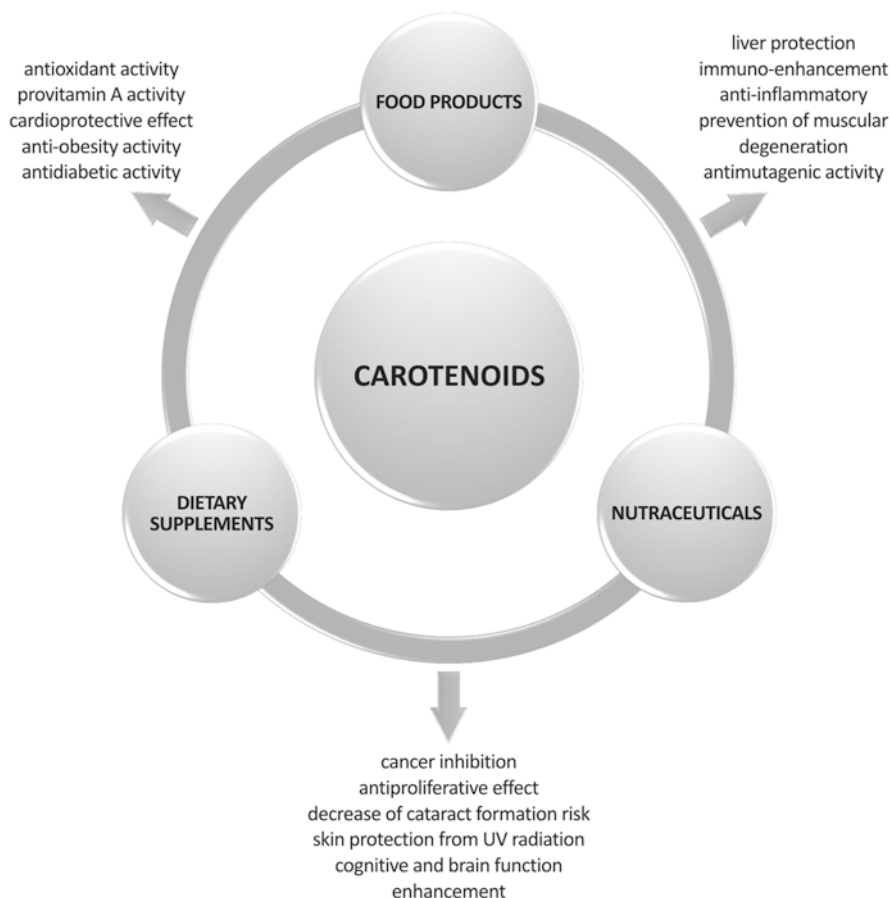 antioxidant activity
provitamin A activity
cardioprotective effect
anti-obesity activity
antidiabetic activity
FOOD PRODUCTS
liver protection
immuno-enhancement
anti-inflammatory
prevention of muscular
degeneration
antimutagenic activity
CAROTENOIDS
DIETARY
SUPPLEMENTS
NUTRACEUTICALS
cancer inhibition
antiproliferative effect
decrease of cataract formation risk
skin protection from UV radiation
cognitive and brain function
enhancement